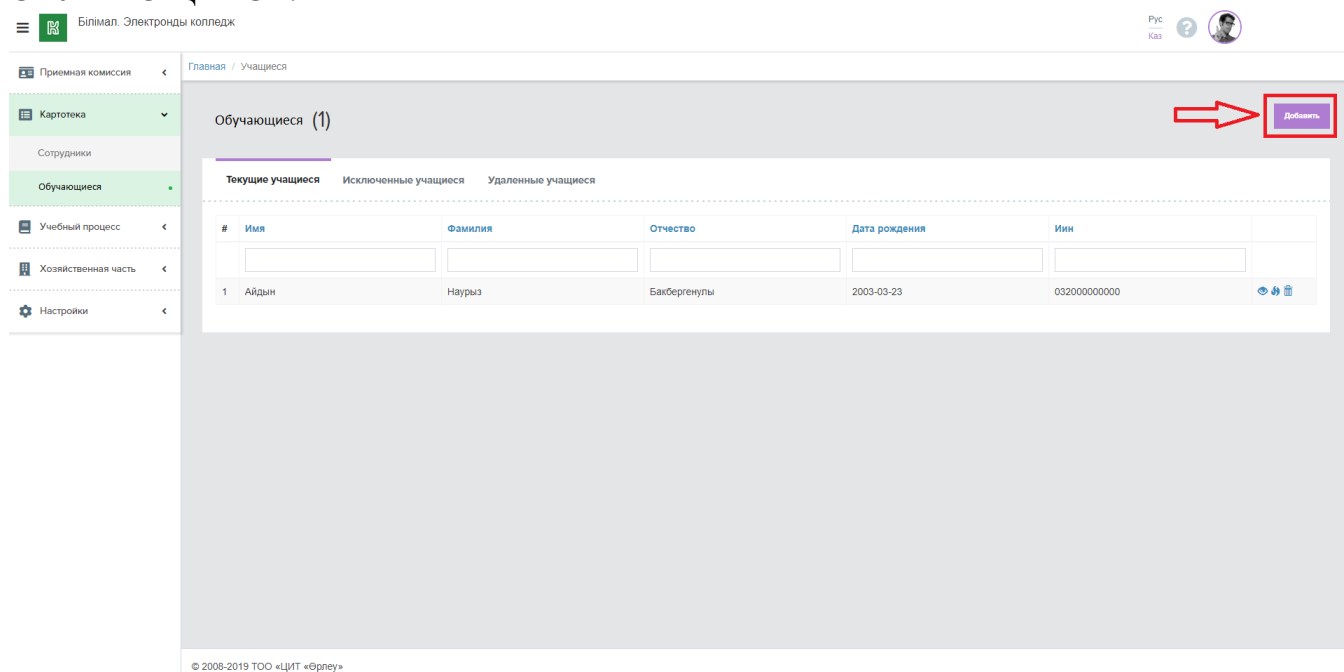 Білімал. Электронды колледж
Рус
Каз
?
Приемная комиссия
Картотека
Сотрудники
Обучающиеся
Учебный процесс
Хозяйственная часть
Настройки
Главная / Учащиеся
Обучающиеся (1)
Добавить
Текущие учащиеся Исключенные учащиеся Удаленные учащиеся
# Имя Фамилия Отчество Дата рождения Иин
1 Айдын Наурыз Бакбергенулы 2003-03-23 032000000000
© 2008-2019 ТОО «ЦИТ «Өрлеу»